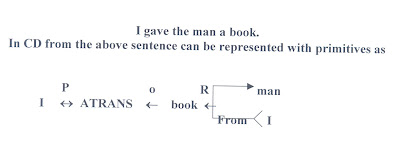 I gave the man a book.
In CD from the above sentence can be represented with primitives as
P o R man
I ↔ ATRANS ← book ←
From I